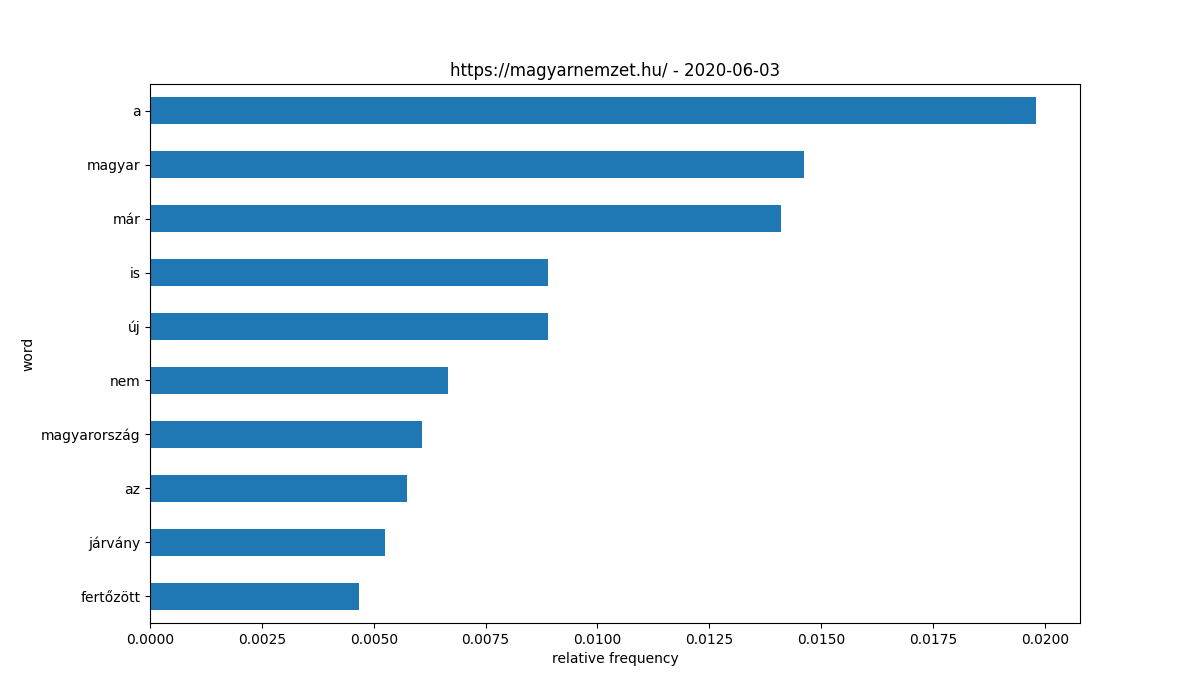 https://magyarnemzet.hu/ - 2020-06-03
word
a
magyar
már
is
új
nem
magyarország
az
járvány
fertőzött
0.0000 0.0025 0.0050 0.0075 0.0100 0.0125 0.0150 0.0175 0.0200
relative frequency